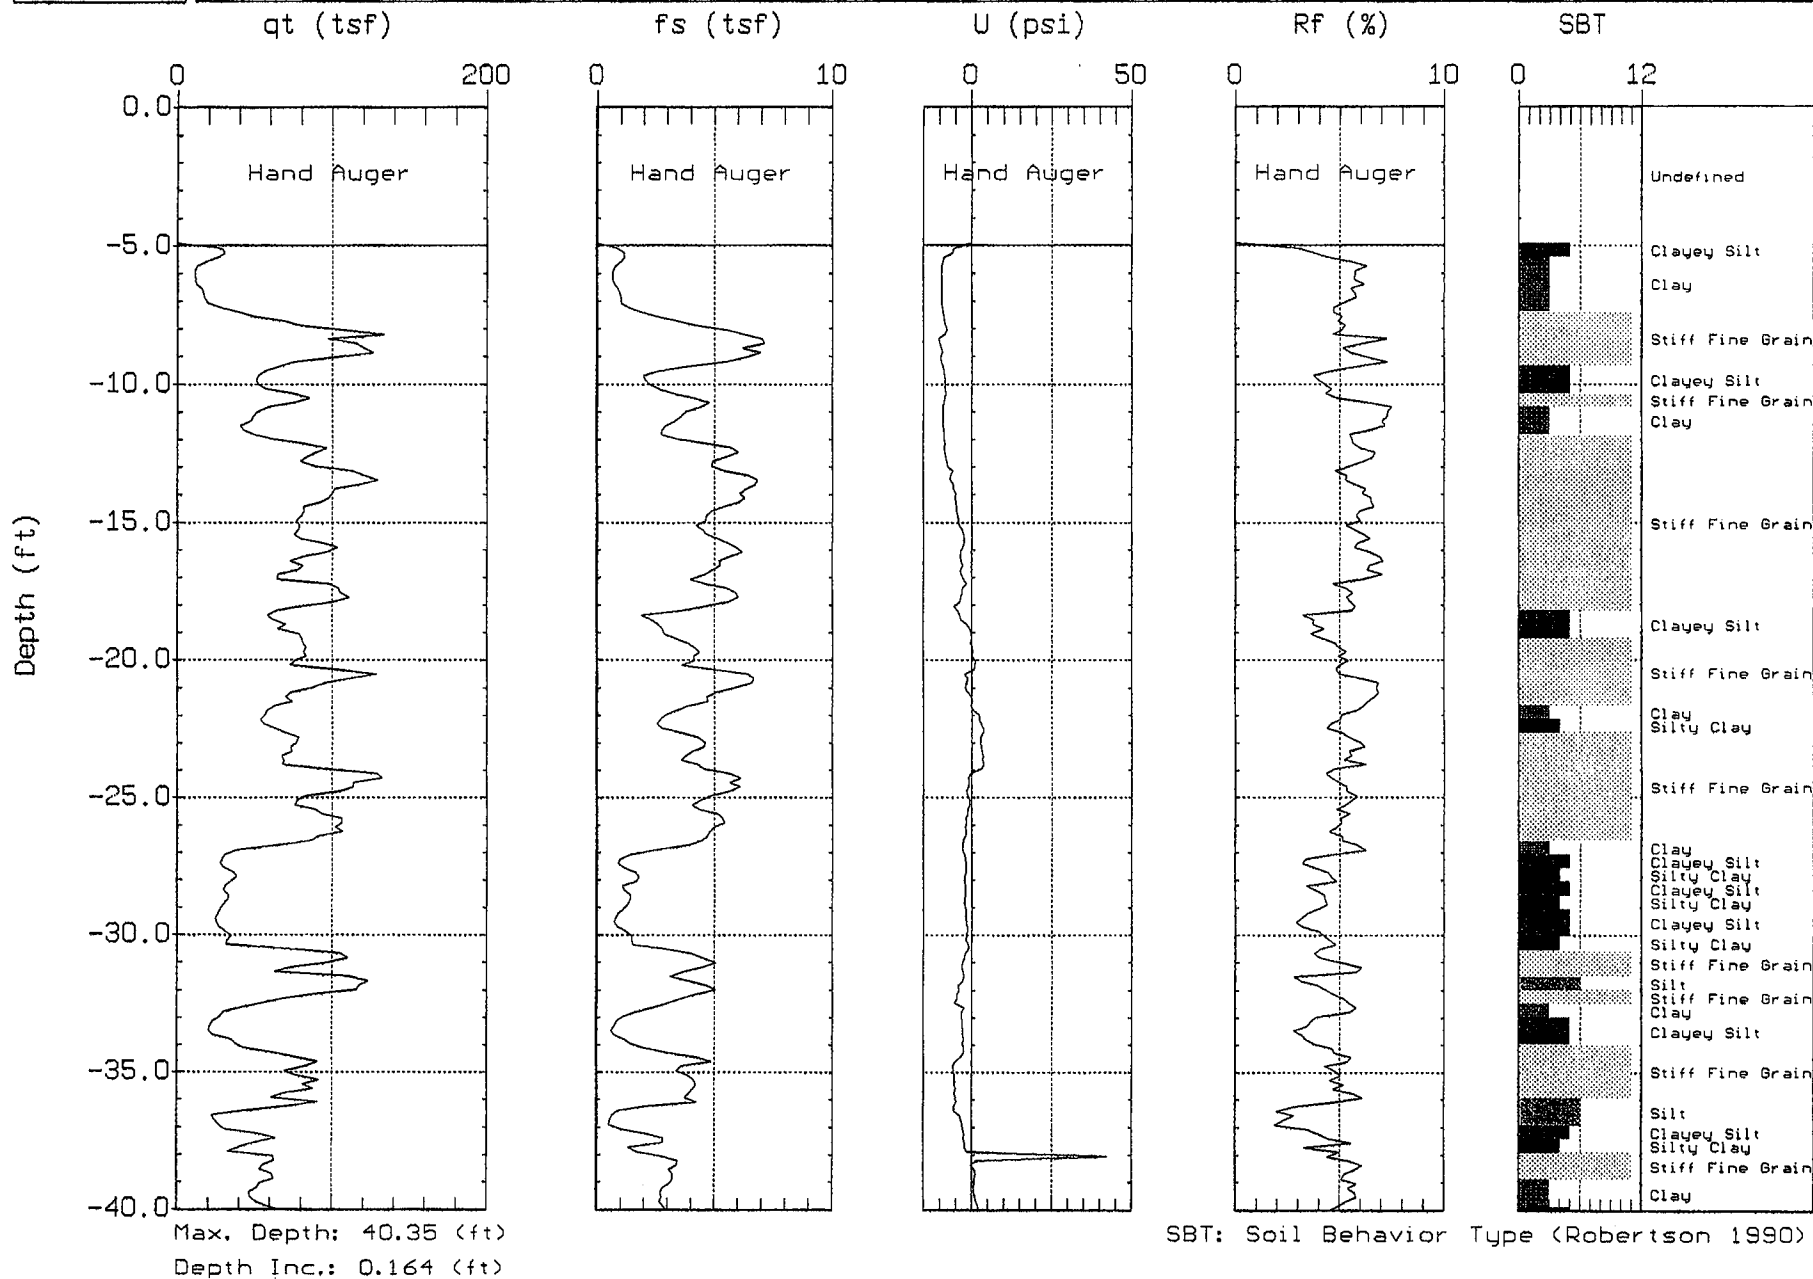 qt (tsf) fs (tsf) U (psi) Rf (%) SBT
0 200 0 10 0 50 0 10 0 12
0.0
Hand Auger Hand Auger Hand Auger Hand Auger
Undefined
-5.0
Clayey Silt
Clay
Stiff Fine Grain
-10.0
Clayey Silt
Stiff Fine Grain
Clay
-15.0
Stiff Fine Grain
Depth (ft)
Clayey Silt
-20.0
Stiff Fine Grain
Clay
Silty Clay
-25.0
Stiff Fine Grain
Clay
Clayey Silt
Silty Clay
Clayey Silt
Silty Clay
Clayey Silt
-30.0
Silty Clay
Stiff Fine Grain
Silt
Stiff Fine Grain
Clay
Clayey Silt
-35.0
Stiff Fine Grain
Silt
Clayey Silt
Silty Clay
Stiff Fine Grain
Clay
-40.0
Max. Depth: 40.35 (ft)
SBT: Soil Behavior Type (Robertson 1990)
Depth Inc.: 0.164 (ft)